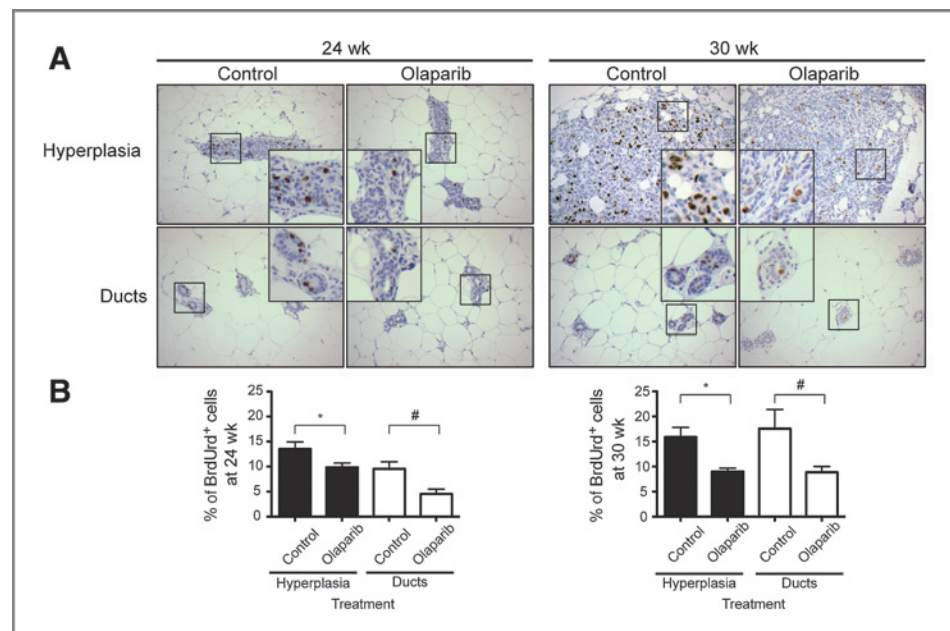 A
24 wk
30 wk
Control
Olaparib
Control
Olaparib
Hyperplasia
Ducts
B
% of BrdUrd⁺ cells
at 24 wk
25
20
15
10
5
0
*
#
Control
Olaparib
Control
Olaparib
Hyperplasia
Ducts
Treatment
% of BrdUrd⁺ cells
at 30 wk
25
20
15
10
5
0
*
#
Control
Olaparib
Control
Olaparib
Hyperplasia
Ducts
Treatment